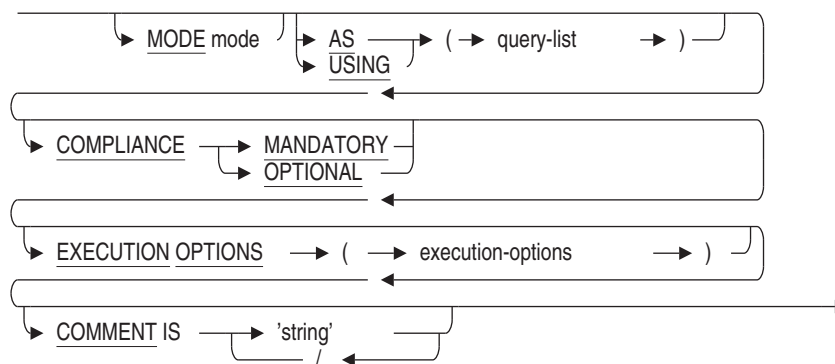 MODE mode AS ( query-list )
USING
COMPLIANCE MANDATORY
OPTIONAL
EXECUTION OPTIONS ( execution-options )
COMMENT IS ’string’
/